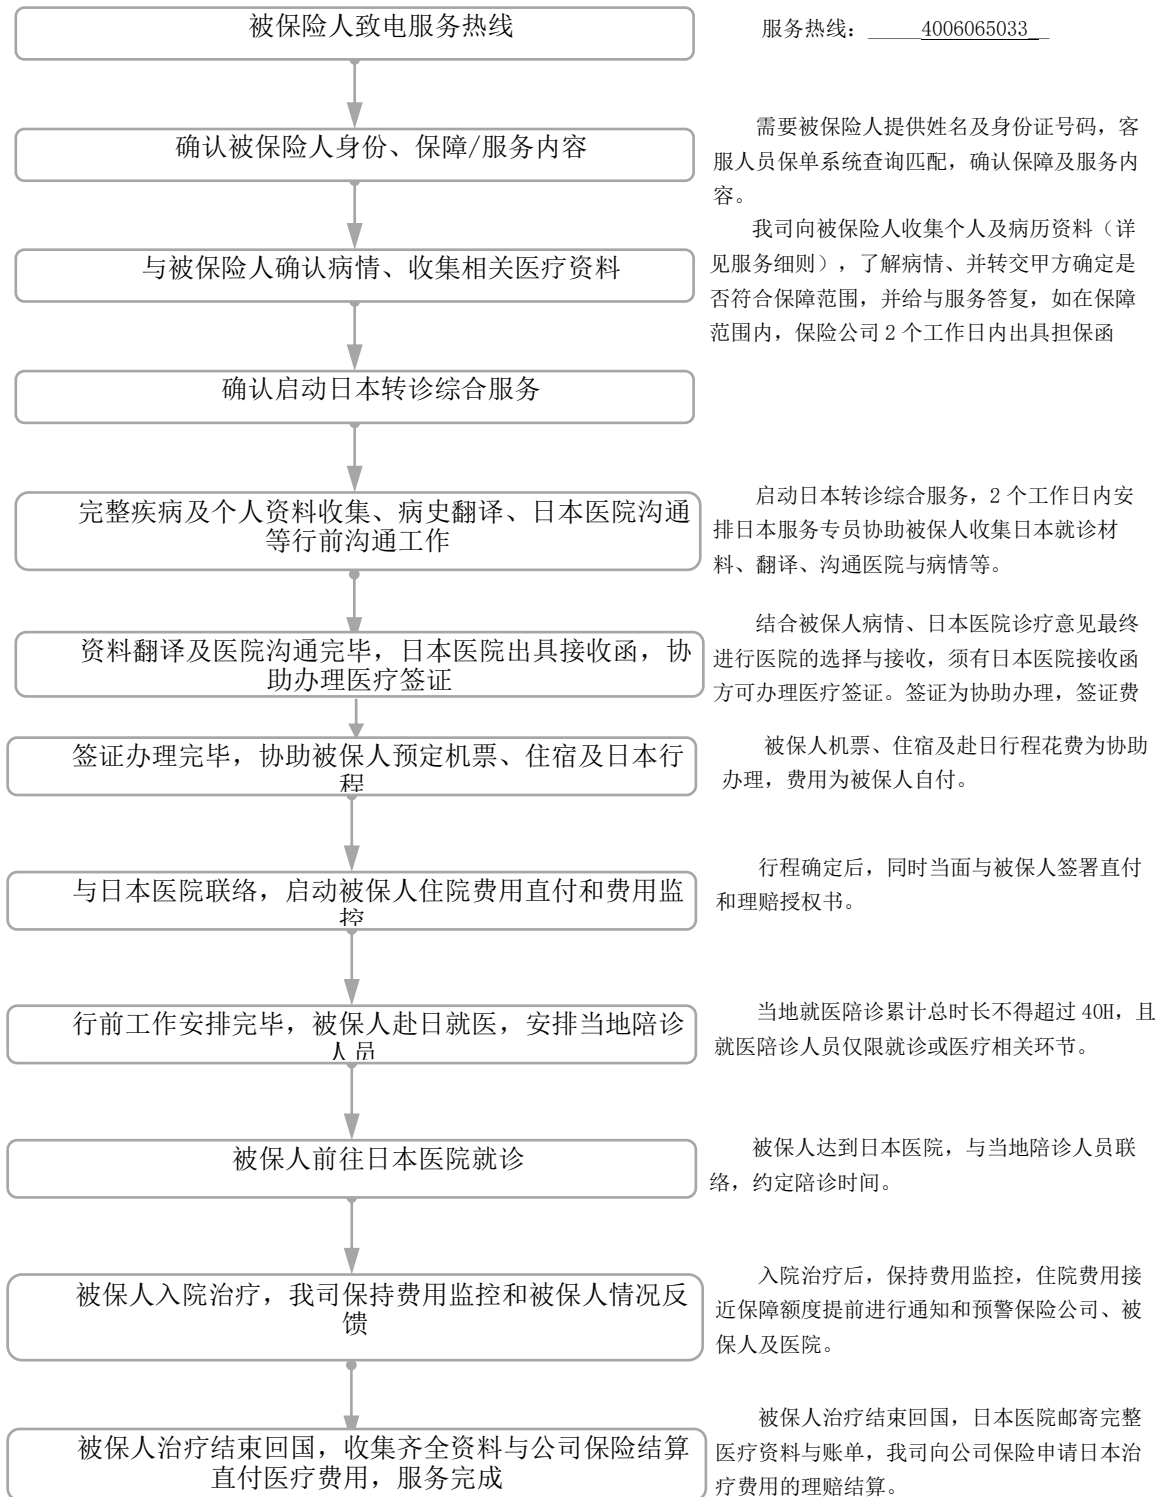 被保险人致电服务热线
服务热线：_____4006065033__
确认被保险人身份、保障/服务内容
需要被保险人提供姓名及身份证号码，客
服人员保单系统查询匹配，确认保障及服务内
容。
与被保险人确认病情、收集相关医疗资料
我司向被保险人收集个人及病历资料（详
见服务细则），了解病情、并转交甲方确定是
否符合保障范围，并给与服务答复，如在保障
范围内，保险公司 2 个工作日内出具担保函
确认启动日本转诊综合服务
完整疾病及个人资料收集、病史翻译、日本医院沟通
等行前沟通工作
启动日本转诊综合服务，2 个工作日内安
排日本服务专员协助被保人收集日本就诊材
料、翻译、沟通医院与病情等。
资料翻译及医院沟通完毕，日本医院出具接收函，协
助办理医疗签证
结合被保人病情、日本医院诊疗意见最终
进行医院的选择与接收，须有日本医院接收函
方可办理医疗签证。签证为协助办理，签证费
签证办理完毕，协助被保人预定机票、住宿及日本行
程
被保人机票、住宿及赴日行程花费为协助
办理，费用为被保人自付。
与日本医院联络，启动被保人住院费用直付和费用监
控
行程确定后，同时当面与被保人签署直付
和理赔授权书。
行前工作安排完毕，被保人赴日就医，安排当地陪诊
人员
当地就医陪诊累计总时长不得超过 40H，且
就医陪诊人员仅限就诊或医疗相关环节。
被保人前往日本医院就诊
被保人达到日本医院，与当地陪诊人员联
络，约定陪诊时间。
被保人入院治疗，我司保持费用监控和被保人情况反
馈
入院治疗后，保持费用监控，住院费用接
近保障额度提前进行通知和预警保险公司、被
保人及医院。
被保人治疗结束回国，收集齐全资料与公司保险结算
直付医疗费用，服务完成
被保人治疗结束回国，日本医院邮寄完整
医疗资料与账单，我司向公司保险申请日本治
疗费用的理赔结算。